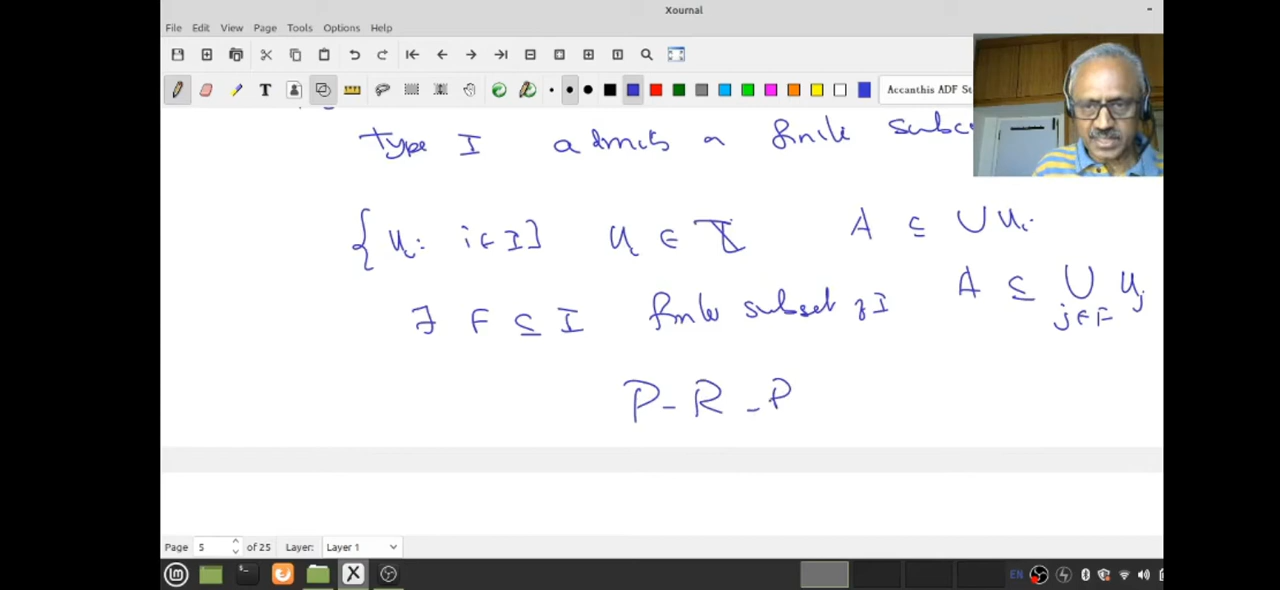 Xournal
File Edit View Page Tools Options Help
Accanthis ADF St
Type I admits a finite subc
{ Uᵢ : i ∈ I } Uᵢ ∈ A ⊆ ∪ Uᵢ
∃ F ⊆ I finite subset of I A ⊆ ∪_{j∈F} Uⱼ
P - R - P
Page 5 of 25 Layer: Layer 1
EN